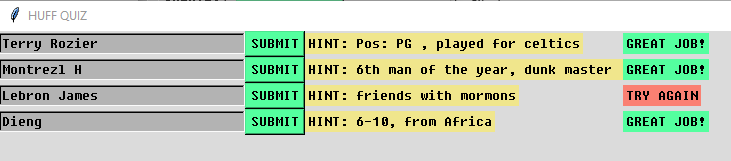 HUFF QUIZ
Terry Rozier SUBMIT HINT: Pos: PG , played for celtics GREAT JOB!
Montrezl H SUBMIT HINT: 6th man of the year, dunk master GREAT JOB!
Lebron James SUBMIT HINT: friends with mormons TRY AGAIN
Dieng SUBMIT HINT: 6-10, from Africa GREAT JOB!